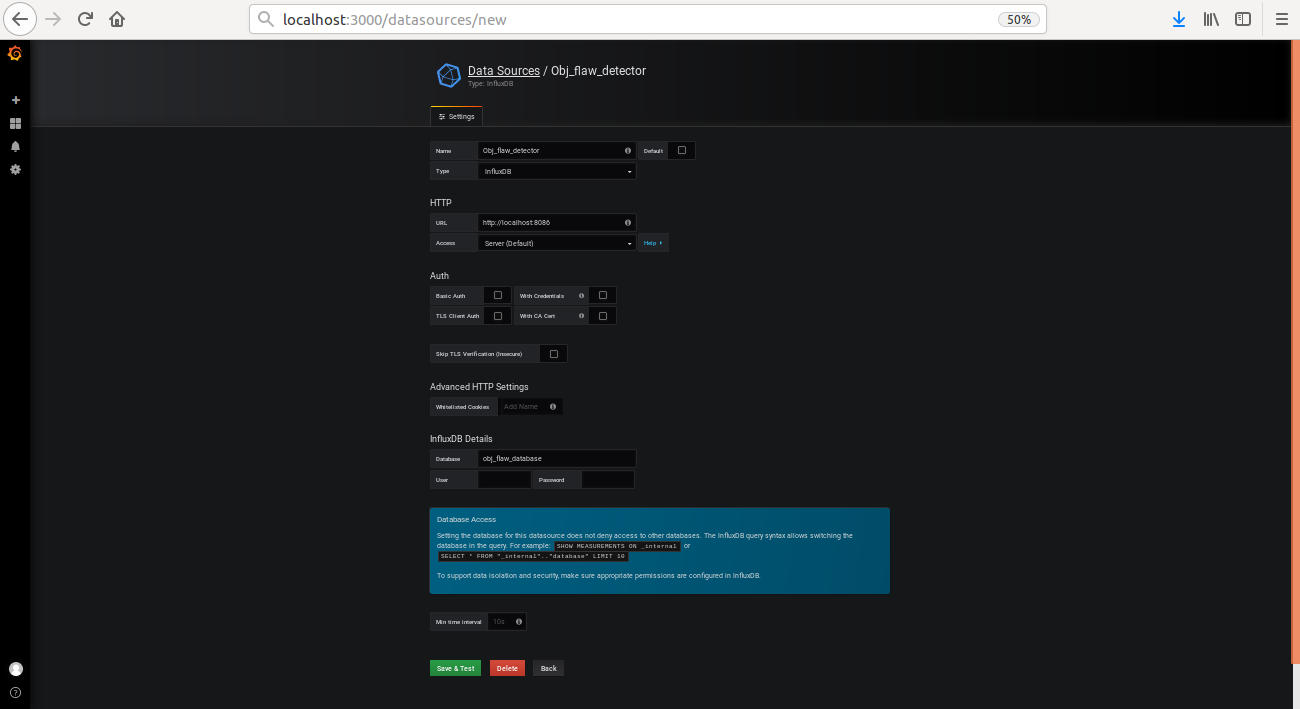 localhost:3000/datasources/new 50%
Data Sources / Obj_flaw_detector
Type: InfluxDB
Settings
Name Obj_flaw_detector Default
Type InfluxDB
HTTP
URL http://localhost:8086
Access Server (Default) Help
Auth
Basic Auth With Credentials
TLS Client Auth With CA Cert
Skip TLS Verification (Insecure)
Advanced HTTP Settings
Whitelisted Cookies Add Name
InfluxDB Details
Database obj_flaw_database
User Password
Database Access
Setting the database for this datasource does not deny access to other databases. The InfluxDB query syntax allows switching the
database in the query. For example: SHOW MEASUREMENTS ON _internal or
SELECT * FROM "_internal".."database" LIMIT 10
To support data isolation and security, make sure appropriate permissions are configured in InfluxDB.
Min time interval 10s
Save & Test Delete Back